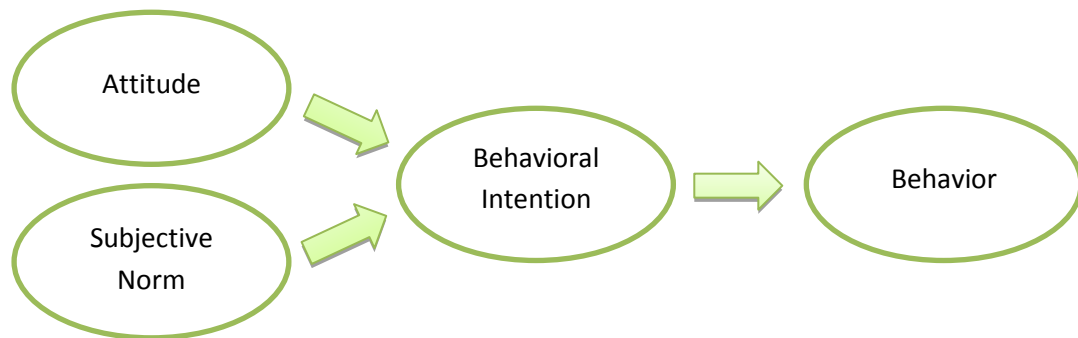 Attitude
Subjective
Norm
Behavioral
Intention
Behavior